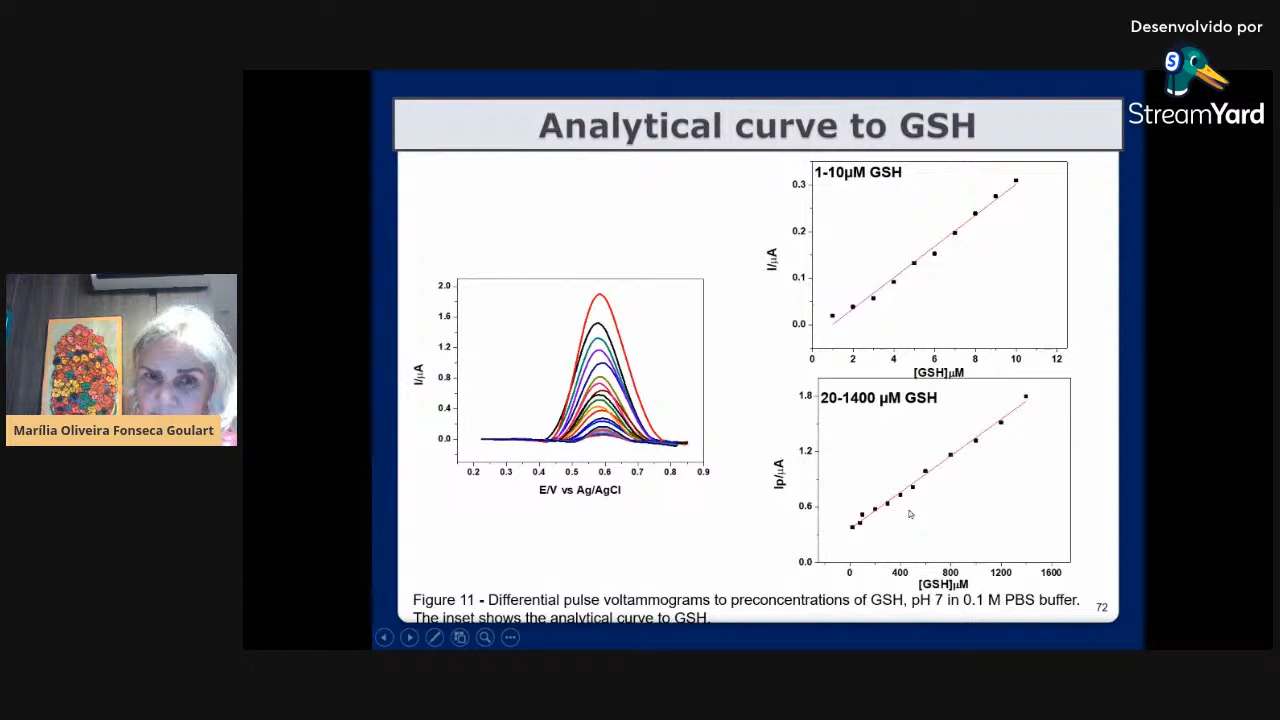 Desenvolvido por
S
StreamYard
Analytical curve to GSH
2.0
1.6
1.2
0.8
0.4
0.0
I/µA
0.2 0.3 0.4 0.5 0.6 0.7 0.8 0.9
E/V vs Ag/AgCl
1-10µM GSH
0.3
0.2
0.1
0.0
I/µA
0 2 4 6 8 10 12
[GSH]µM
20-1400 µM GSH
1.8
1.2
0.6
0.0
Ip/µA
0 400 800 1200 1600
[GSH]µM
Marília Oliveira Fonseca Goulart
Figure 11 - Differential pulse voltammograms to preconcentrations of GSH, pH 7 in 0.1 M PBS buffer.
The inset shows the analytical curve to GSH.
72